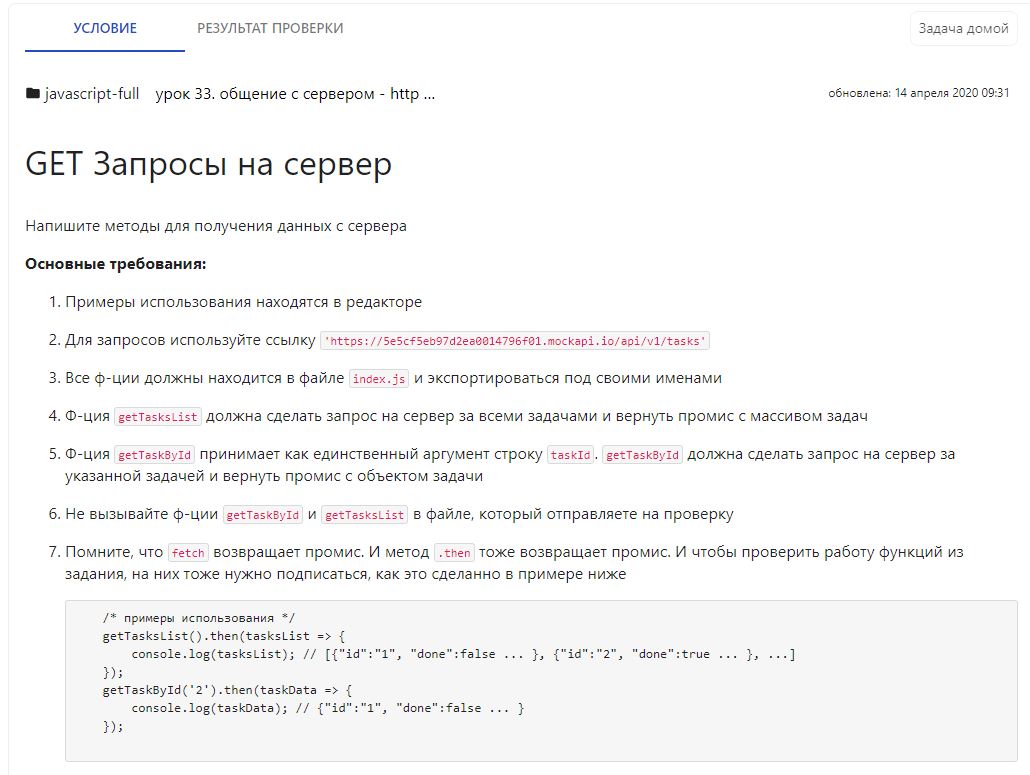 УСЛОВИЕ
РЕЗУЛЬТАТ ПРОВЕРКИ
Задача домой
javascript-full урок 33. общение с сервером - http ...
обновлена: 14 апреля 2020 09:31
GET Запросы на сервер
Напишите методы для получения данных с сервера
Основные требования:
1. Примеры использования находятся в редакторе
2. Для запросов используйте ссылку 'https://5e5cf5eb97d2ea0014796f01.mockapi.io/api/v1/tasks'
3. Все ф-ции должны находится в файле index.js и экспортироваться под своими именами
4. Ф-ция getTasksList должна сделать запрос на сервер за всеми задачами и вернуть промис с массивом задач
5. Ф-ция getTaskById принимает как единственный аргумент строку taskId. getTaskById должна сделать запрос на сервер за
указанной задачей и вернуть промис с объектом задачи
6. Не вызывайте ф-ции getTaskById и getTasksList в файле, который отправляете на проверку
7. Помните, что fetch возвращает промис. И метод .then тоже возвращает промис. И чтобы проверить работу функций из
задания, на них тоже нужно подписаться, как это сделанно в примере ниже
/* примеры использования */
getTasksList().then(tasksList => {
console.log(tasksList); // [{"id":"1", "done":false ... }, {"id":"2", "done":true ... }, ...]
});
getTaskById('2').then(taskData => {
console.log(taskData); // {"id":"1", "done":false ... }
});